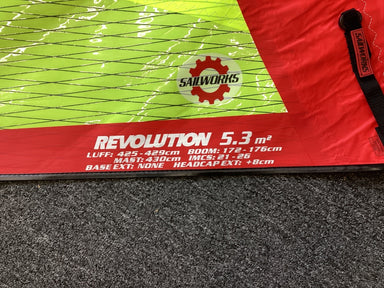 SAILWORKS
SAILWORKS
REVOLUTION 5.3 m²
LUFF: 425 - 429cm BOOM: 172 - 176cm
MAST: 430cm IMCS: 21 - 26
BASE EXT: NONE HEADCAP EXT: +8cm